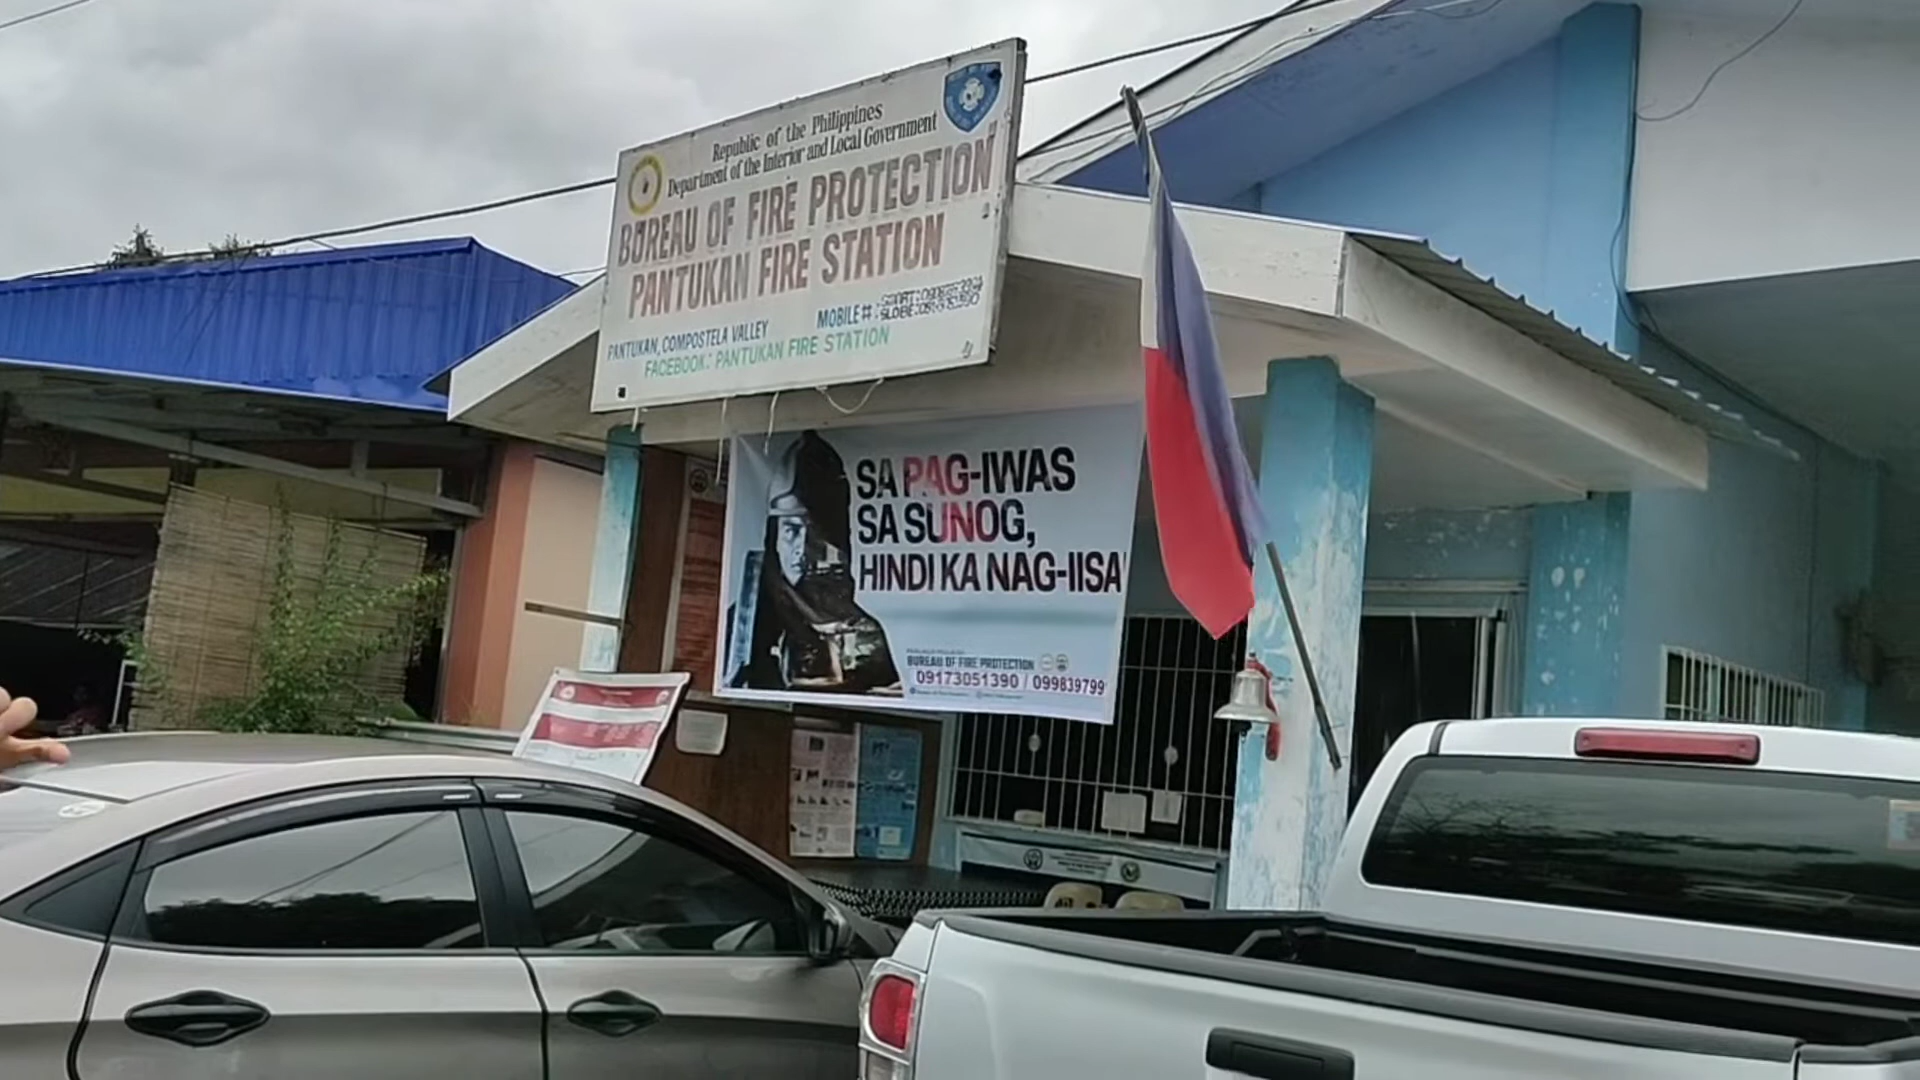 Republic of the Philippines
Department of the Interior and Local Government
BUREAU OF FIRE PROTECTION
PANTUKAN FIRE STATION
PANTUKAN, COMPOSTELA VALLEY
MOBILE #:
FACEBOOK: PANTUKAN FIRE STATION
SA PAG-IWAS
SA SUNOG,
HINDI KA NAG-IISA
BUREAU OF FIRE PROTECTION
09173051390 / 099839799